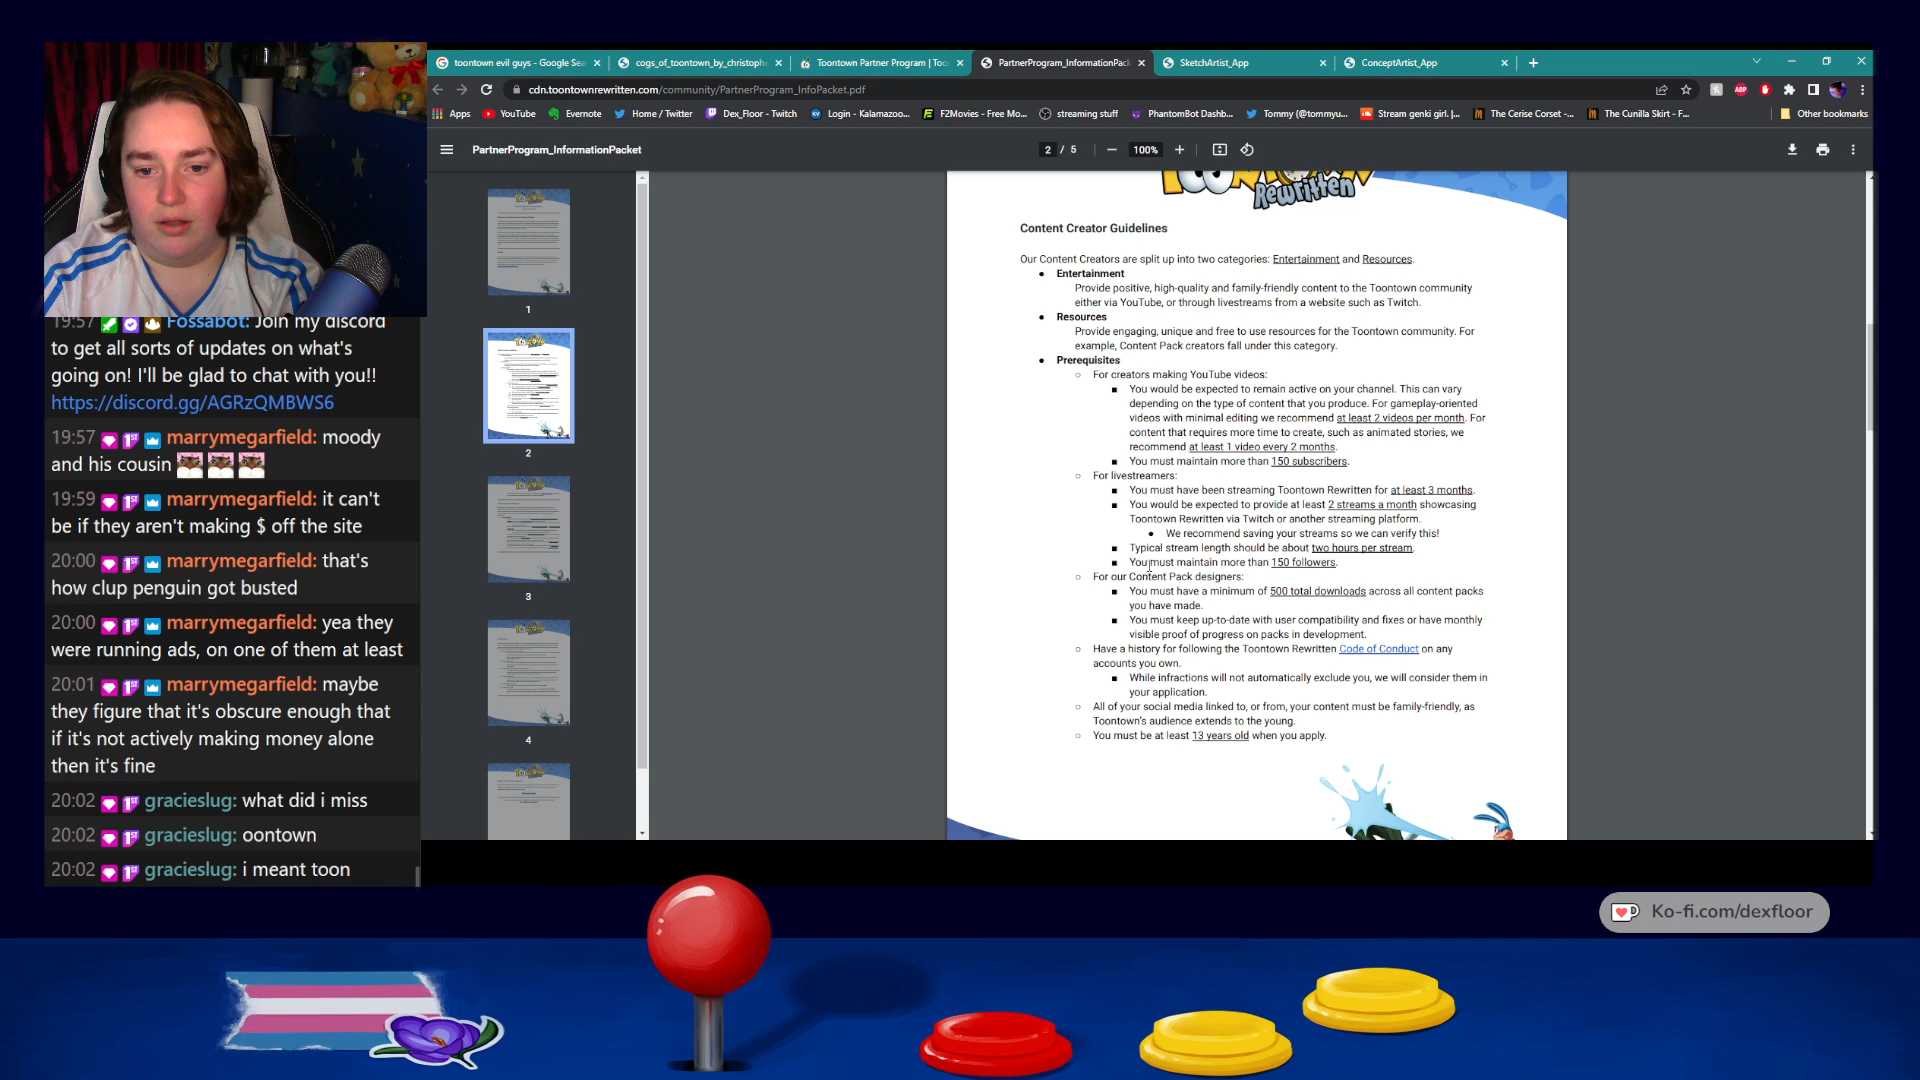 toontown evil guys - Google Sea
cogs_of_toontown_by_christophe
Toontown Partner Program | Too
PartnerProgram_InformationPac
SketchArtist_App
ConceptArtist_App
cdn.toontownrewritten.com/community/PartnerProgram_InfoPacket.pdf
Apps
YouTube
Evernote
Home / Twitter
Dex_Floor - Twitch
Login - Kalamazoo...
F2Movies - Free Mo...
streaming stuff
PhantomBot Dashb...
Tommy (@tommyu...
Stream genki girl. |...
The Cerise Corset -...
The Cunilla Skirt - F...
Other bookmarks
PartnerProgram_InformationPacket
2 / 5
100%
1
2
3
4
TOONTOWN
Rewritten
Content Creator Guidelines
Our Content Creators are split up into two categories: Entertainment and Resources.
● Entertainment
Provide positive, high-quality and family-friendly content to the Toontown community
either via YouTube, or through livestreams from a website such as Twitch.
● Resources
Provide engaging, unique and free to use resources for the Toontown community. For
example, Content Pack creators fall under this category.
● Prerequisites
○ For creators making YouTube videos:
■ You would be expected to remain active on your channel. This can vary
depending on the type of content that you produce. For gameplay-oriented
videos with minimal editing we recommend at least 2 videos per month. For
content that requires more time to create, such as animated stories, we
recommend at least 1 video every 2 months.
■ You must maintain more than 150 subscribers.
○ For livestreamers:
■ You must have been streaming Toontown Rewritten for at least 3 months.
■ You would be expected to provide at least 2 streams a month showcasing
Toontown Rewritten via Twitch or another streaming platform.
● We recommend saving your streams so we can verify this!
■ Typical stream length should be about two hours per stream.
■ You must maintain more than 150 followers.
○ For our Content Pack designers:
■ You must have a minimum of 500 total downloads across all content packs
you have made.
■ You must keep up-to-date with user compatibility and fixes or have monthly
visible proof of progress on packs in development.
○ Have a history for following the Toontown Rewritten Code of Conduct on any
accounts you own.
■ While infractions will not automatically exclude you, we will consider them in
your application.
○ All of your social media linked to, or from, your content must be family-friendly, as
Toontown's audience extends to the young.
○ You must be at least 13 years old when you apply.
19:57 Fossabot: Join my discord
to get all sorts of updates on what's
going on! I'll be glad to chat with you!!
https://discord.gg/AGRzQMBWS6
19:57 marrymegarfield: moody
and his cousin
19:59 marrymegarfield: it can't
be if they aren't making $ off the site
20:00 marrymegarfield: that's
how clup penguin got busted
20:00 marrymegarfield: yea they
were running ads, on one of them at least
20:01 marrymegarfield: maybe
they figure that it's obscure enough that
if it's not actively making money alone
then it's fine
20:02 gracieslug: what did i miss
20:02 gracieslug: oontown
20:02 gracieslug: i meant toon
Ko-fi.com/dexfloor